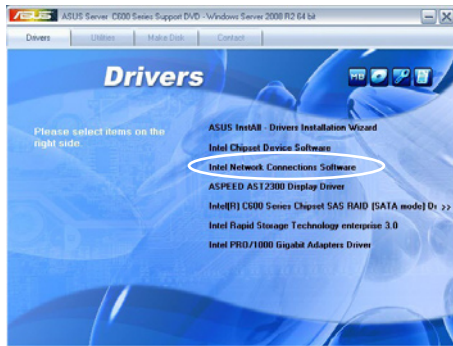 ASUS ASUS Server C600 Series Support DVD - Windows Server 2008 R2 64 bit
Drivers Utilities Make Disk Contact
Drivers
MB
Please select items on the
right side.
ASUS InstAll - Drivers Installation Wizard
Intel Chipset Device Software
Intel Network Connections Software
ASPEED AST2300 Display Driver
Intel(R) C600 Series Chipset SAS RAID (SATA mode) Dr >>
Intel Rapid Storage Technology enterprise 3.0
Intel PRO/1000 Gigabit Adapters Driver